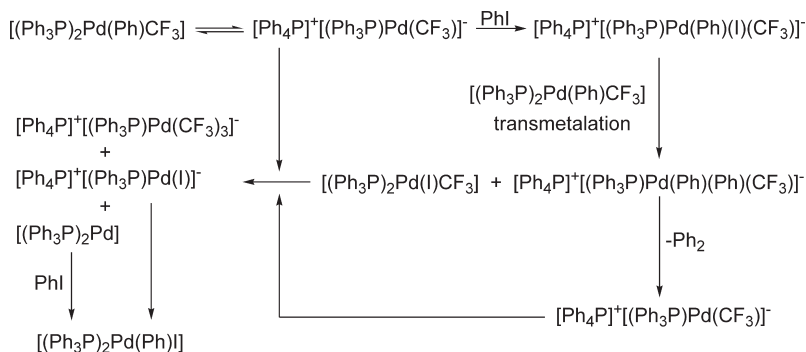 [(Ph₃P)₂Pd(Ph)CF₃] ⇌ [Ph₄P]⁺[(Ph₃P)Pd(CF₃)]⁻ PhI → [Ph₄P]⁺[(Ph₃P)Pd(Ph)(I)(CF₃)]⁻
[(Ph₃P)₂Pd(Ph)CF₃]
transmetalation
[Ph₄P]⁺[(Ph₃P)Pd(CF₃)₃]⁻
+
[Ph₄P]⁺[(Ph₃P)Pd(I)]⁻
[(Ph₃P)₂Pd(I)CF₃] + [Ph₄P]⁺[(Ph₃P)Pd(Ph)(Ph)(CF₃)]⁻
+
[(Ph₃P)₂Pd]
-Ph₂
PhI
[Ph₄P]⁺[(Ph₃P)Pd(CF₃)]⁻
[(Ph₃P)₂Pd(Ph)I]